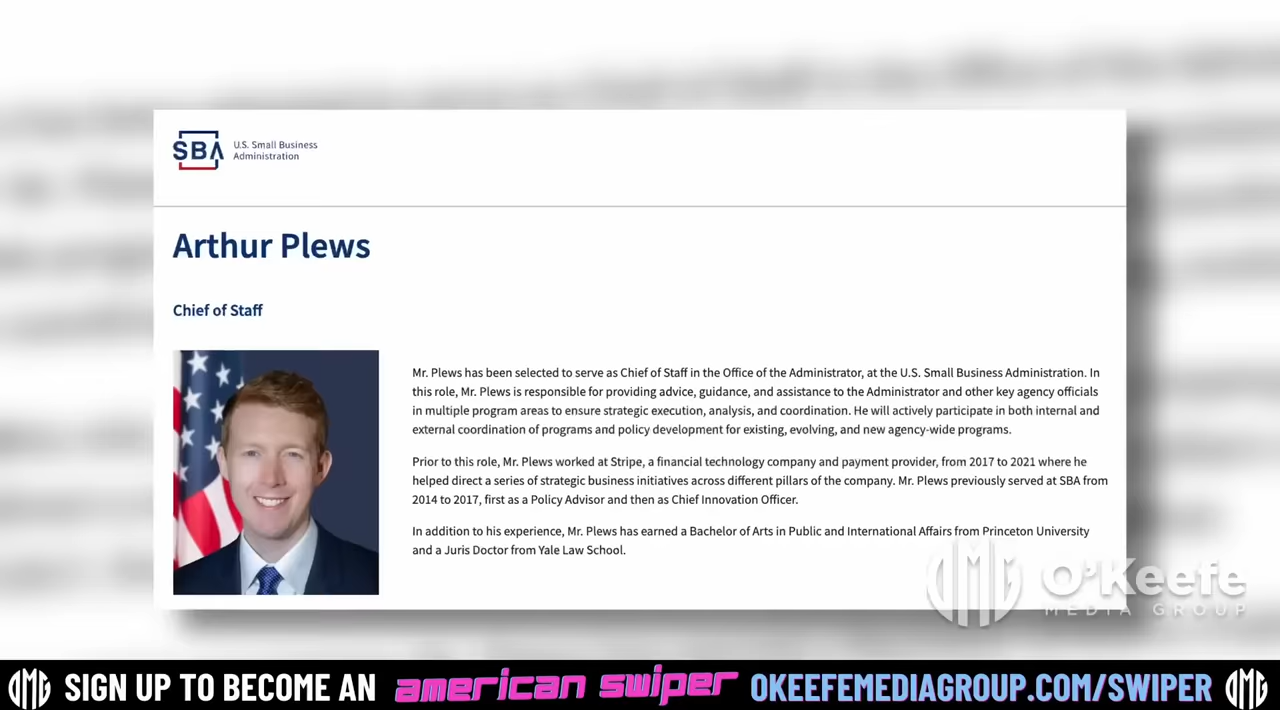 SBA
U.S. Small Business
Administration
Arthur Plews
Chief of Staff
Mr. Plews has been selected to serve as Chief of Staff in the Office of the Administrator, at the U.S. Small Business Administration. In
this role, Mr. Plews is responsible for providing advice, guidance, and assistance to the Administrator and other key agency officials
in multiple program areas to ensure strategic execution, analysis, and coordination. He will actively participate in both internal and
external coordination of programs and policy development for existing, evolving, and new agency-wide programs.
Prior to this role, Mr. Plews worked at Stripe, a financial technology company and payment provider, from 2017 to 2021 where he
helped direct a series of strategic business initiatives across different pillars of the company. Mr. Plews previously served at SBA from
2014 to 2017, first as a Policy Advisor and then as Chief Innovation Officer.
In addition to his experience, Mr. Plews has earned a Bachelor of Arts in Public and International Affairs from Princeton University
and a Juris Doctor from Yale Law School.
OMG O'Keefe
MEDIA GROUP
OMG SIGN UP TO BECOME AN american swiper OKEEFEMEDIAGROUP.COM/SWIPER OMG